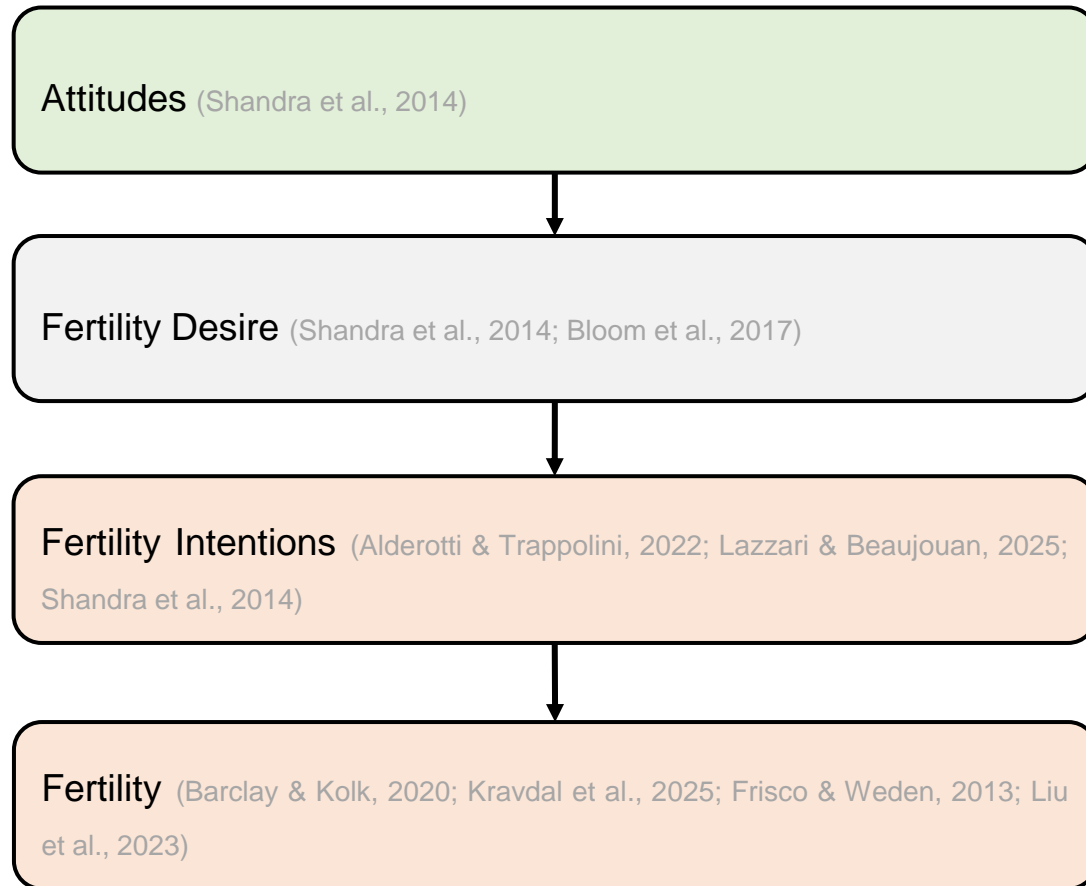 Attitudes (Shandra et al., 2014)
Fertility Desire (Shandra et al., 2014; Bloom et al., 2017)
Fertility Intentions (Alderotti & Trappolini, 2022; Lazzari & Beaujouan, 2025;
Shandra et al., 2014)
Fertility (Barclay & Kolk, 2020; Kravdal et al., 2025; Frisco & Weden, 2013; Liu
et al., 2023)